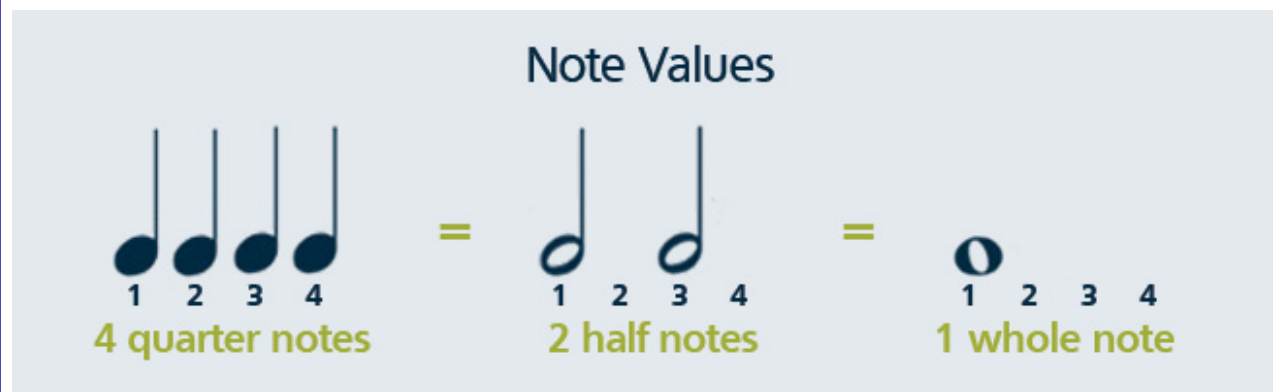 Note Values
= =
1 2 3 4 1 2 3 4 1 2 3 4
4 quarter notes 2 half notes 1 whole note